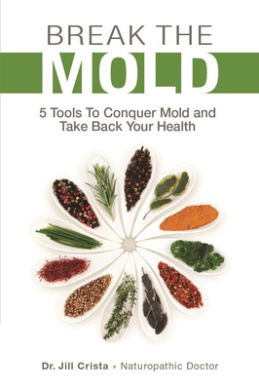 BREAK THE
MOLD
5 Tools To Conquer Mold and
Take Back Your Health
Dr. Jill Crista • Naturopathic Doctor